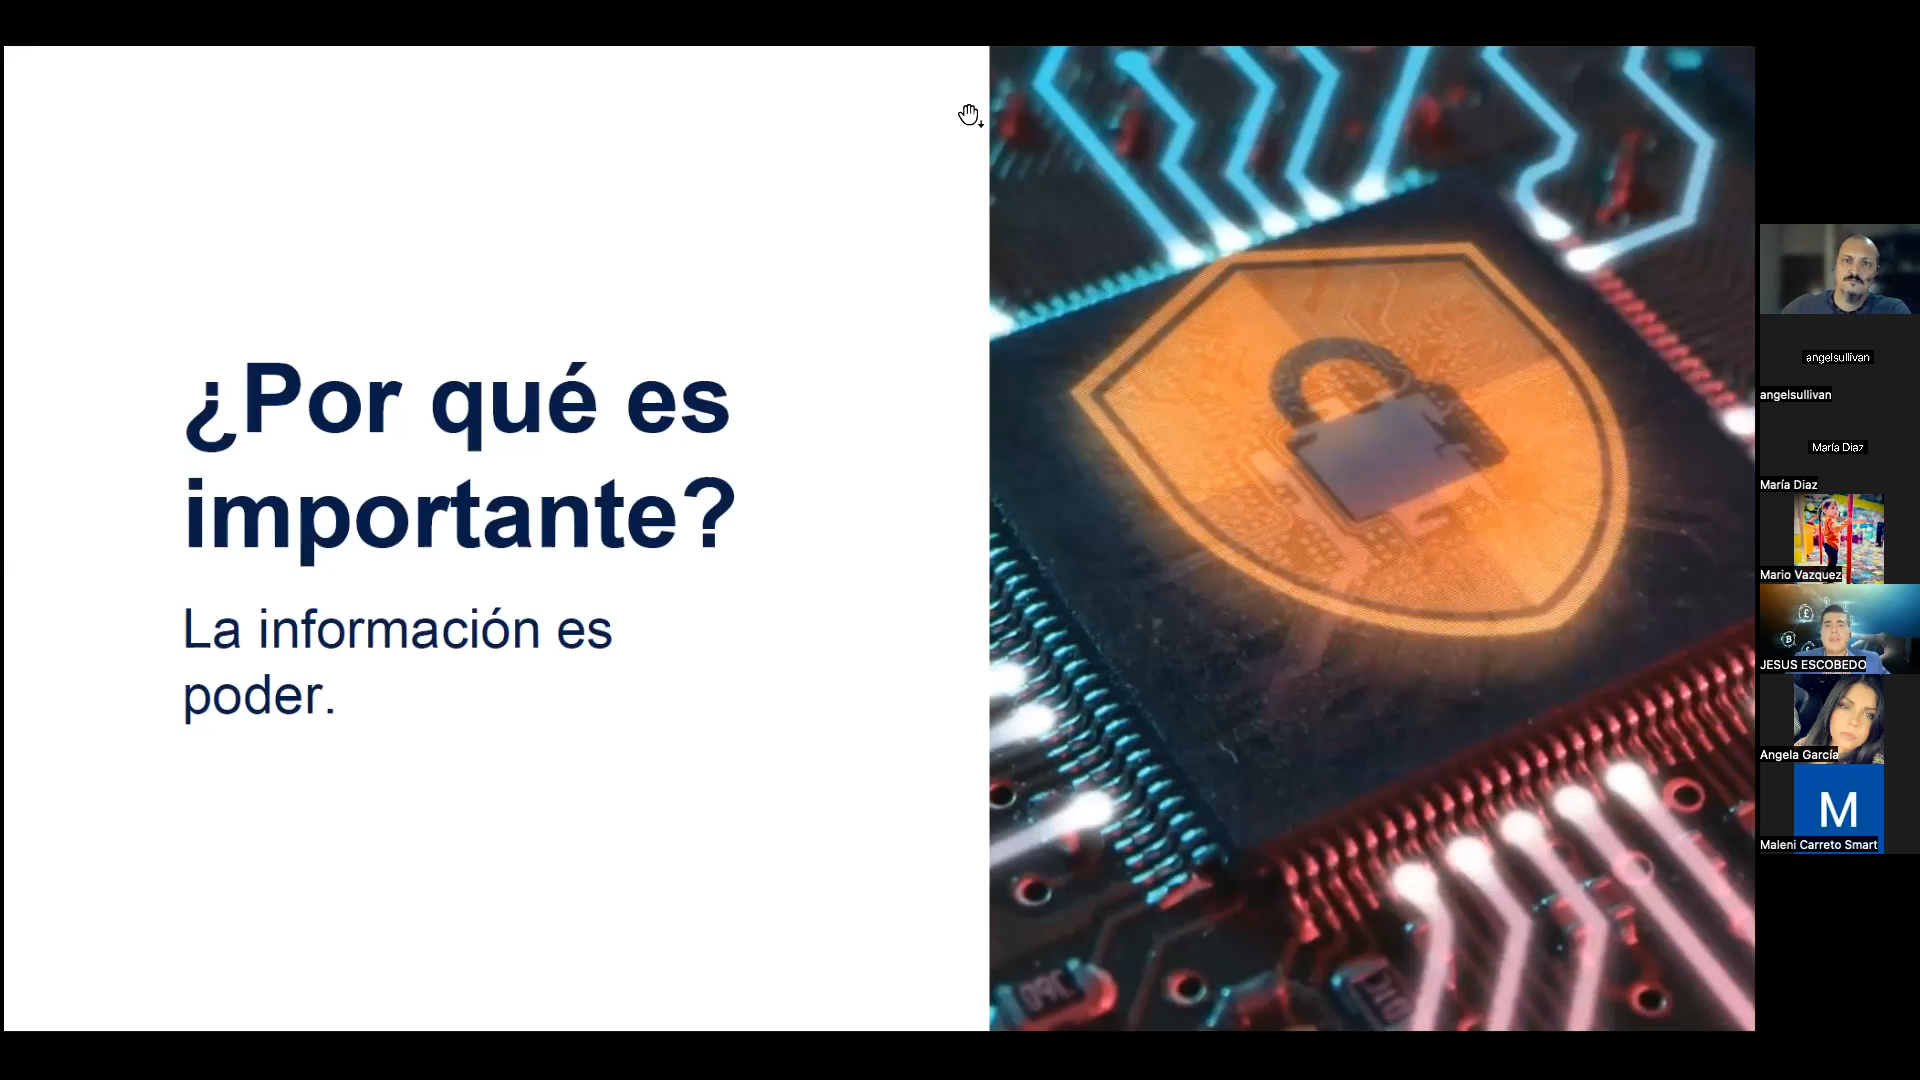 ¿Por qué es
importante?
La información es
poder.
angelsullivan
angelsullivan
María Diaz
María Diaz
Mario Vazquez
JESUS ESCOBEDO
Angela García
M
Maleni Carreto Smart